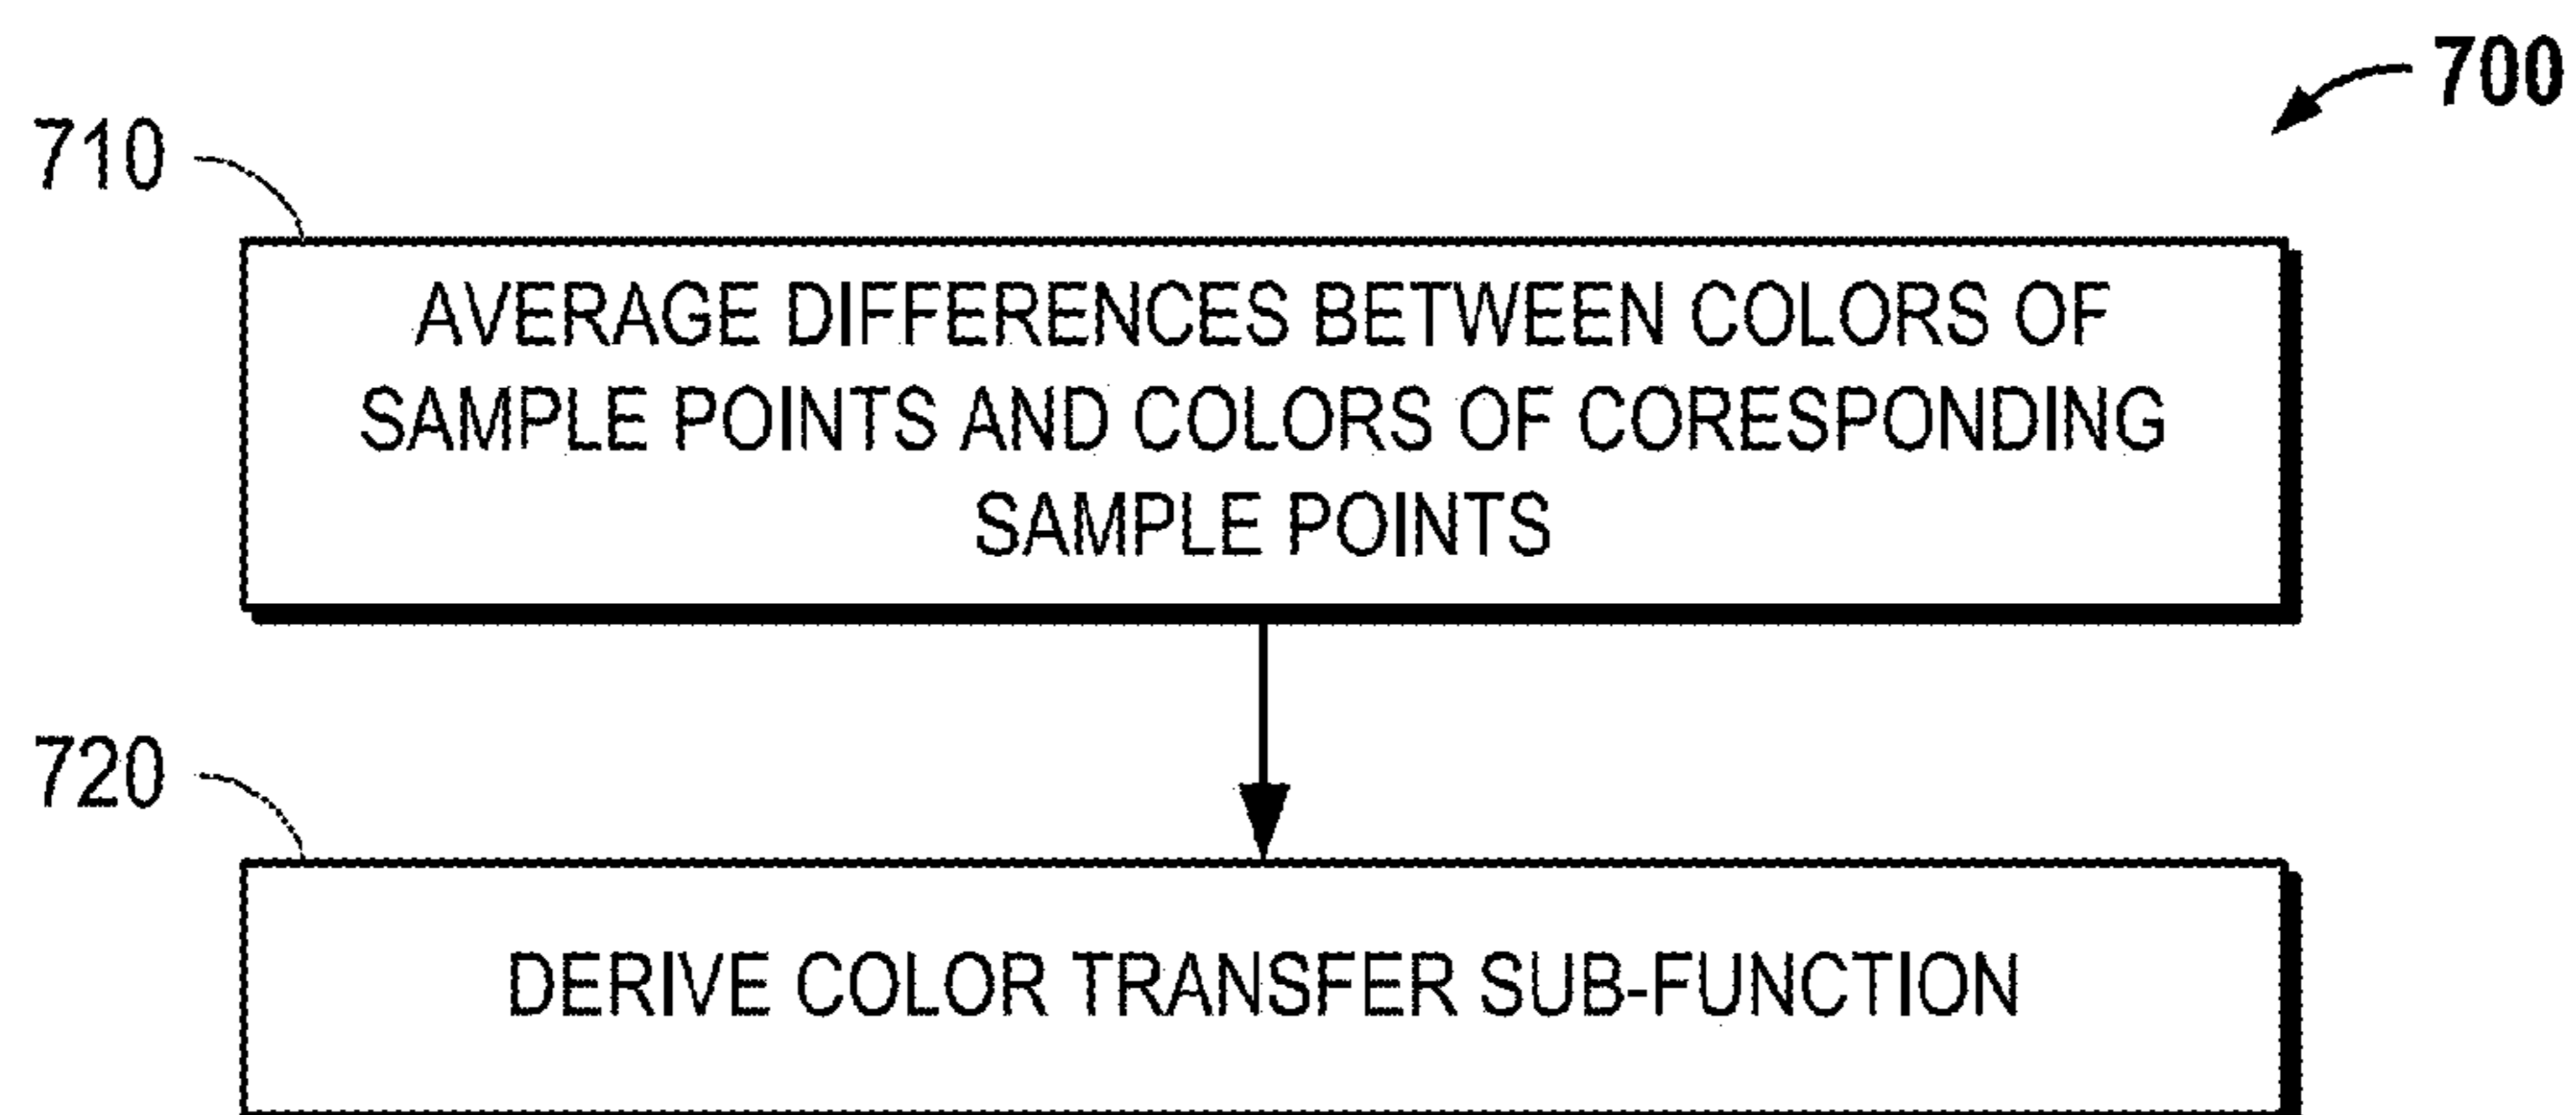 700
710
AVERAGE DIFFERENCES BETWEEN COLORS OF
SAMPLE POINTS AND COLORS OF CORESPONDING
SAMPLE POINTS
720
DERIVE COLOR TRANSFER SUB-FUNCTION